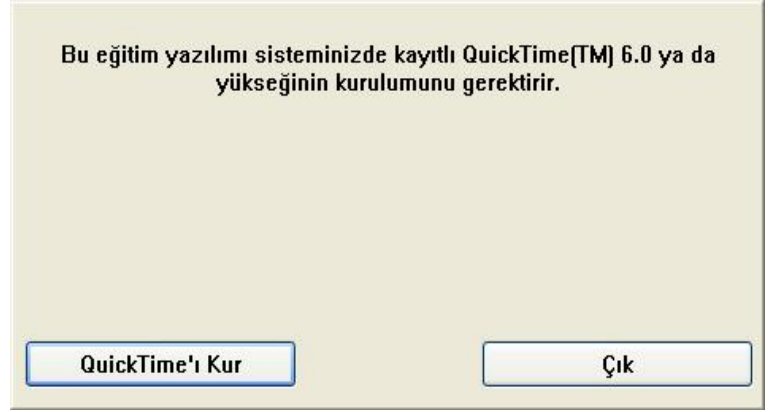 Bu eğitim yazılımı sisteminizde kayıtlı QuickTime(TM) 6.0 ya da
yükseğinin kurulumunu gerektirir.
QuickTime'ı Kur
Çık